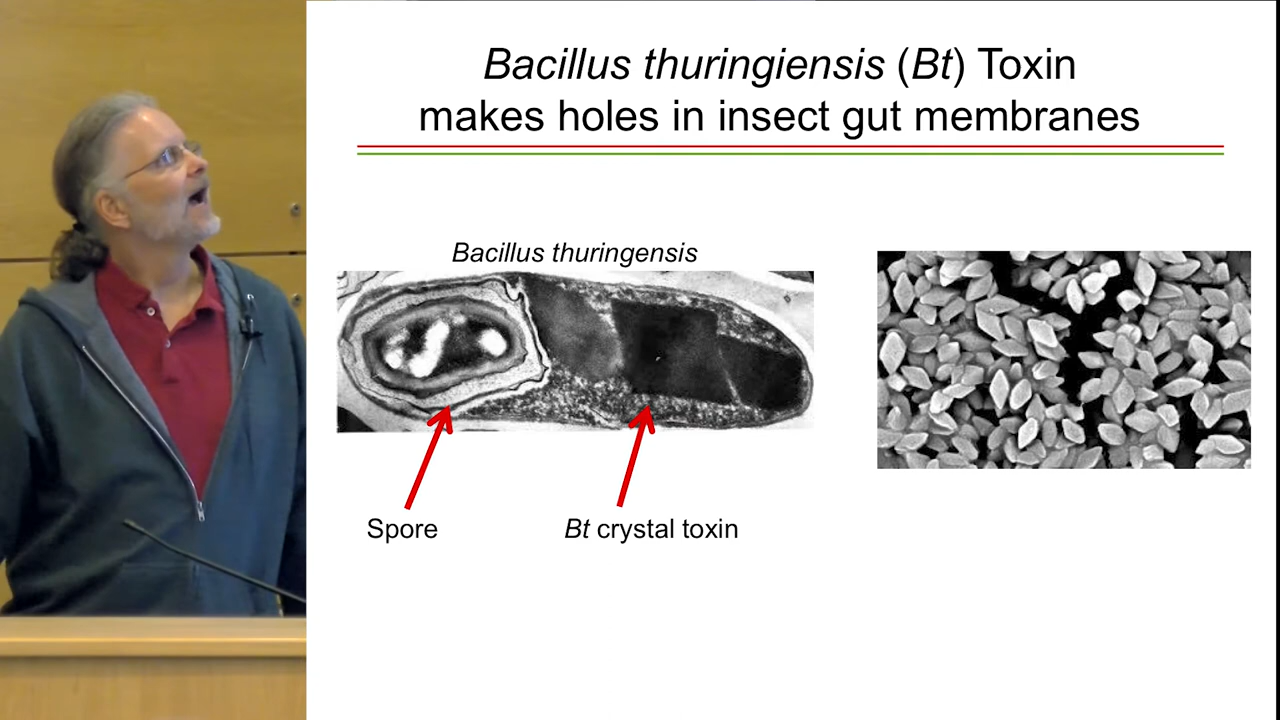 Bacillus thuringiensis (Bt) Toxin
makes holes in insect gut membranes
Bacillus thuringensis
Spore
Bt crystal toxin